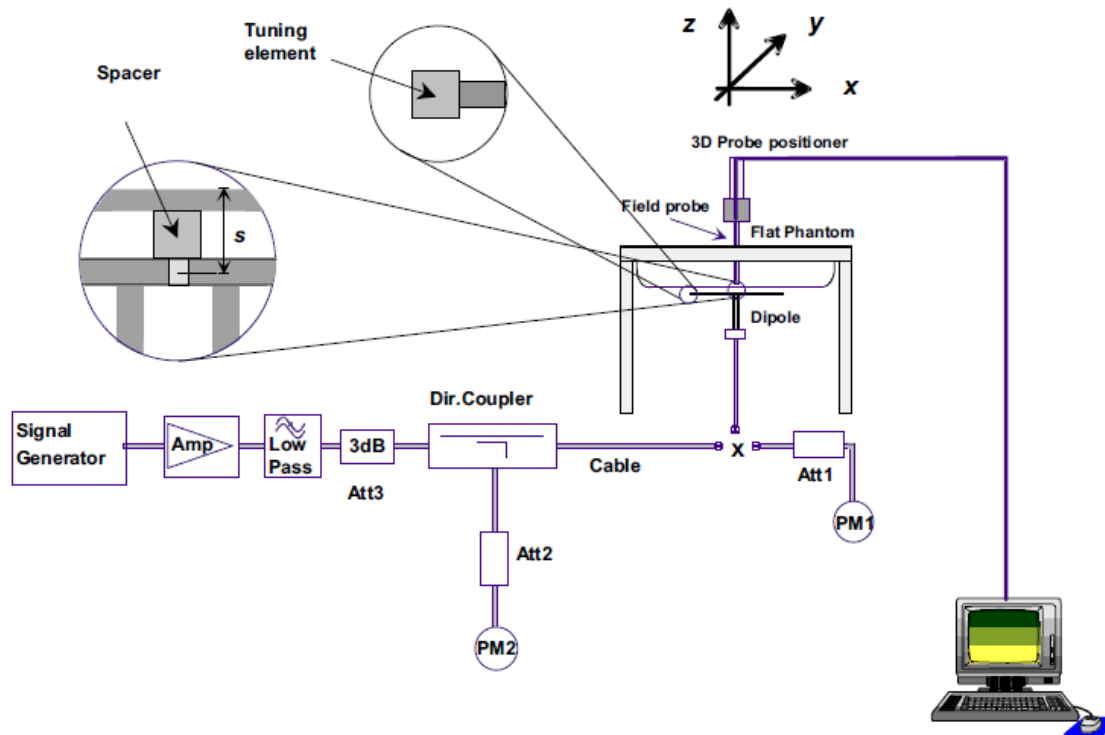 Tuning
element
Spacer
z
y
x
s
3D Probe positioner
Field probe
Flat Phantom
Dipole
Dir.Coupler
Signal
Generator
Amp
Low
Pass
3dB
Att3
Cable
X
Att1
PM1
Att2
PM2